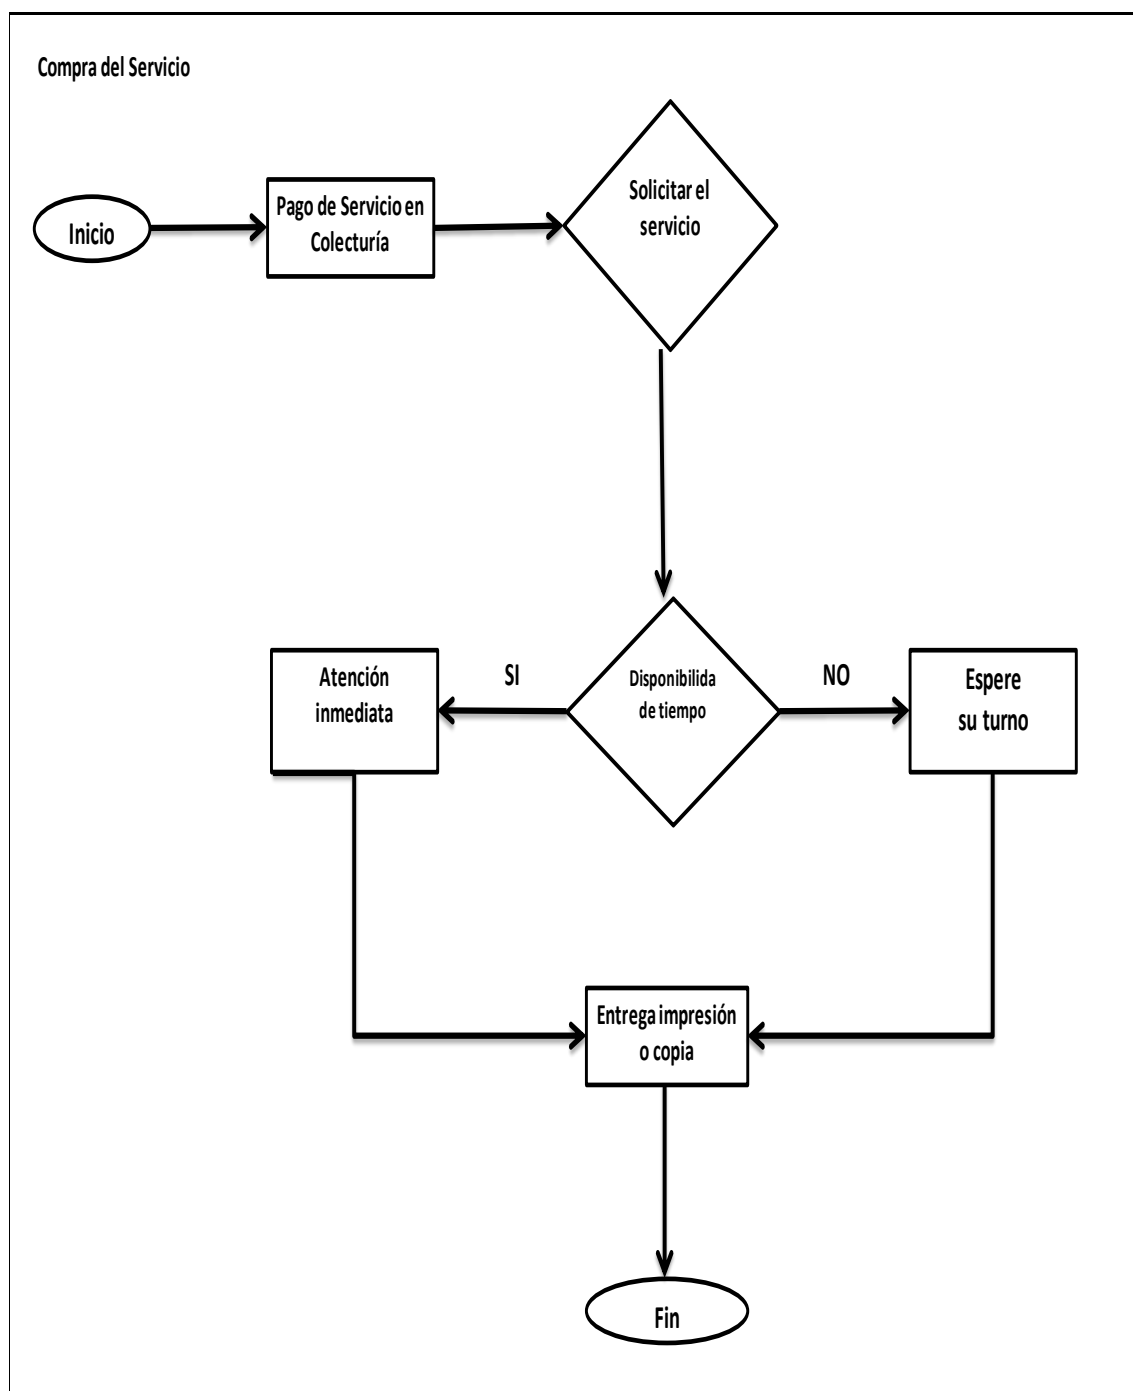 Compra del Servicio
Inicio
Pago de Servicio en
Colecturía
Solicitar el
servicio
Atención
inmediata
SI
Disponibilida
de tiempo
NO
Espere
su turno
Entrega impresión
o copia
Fin